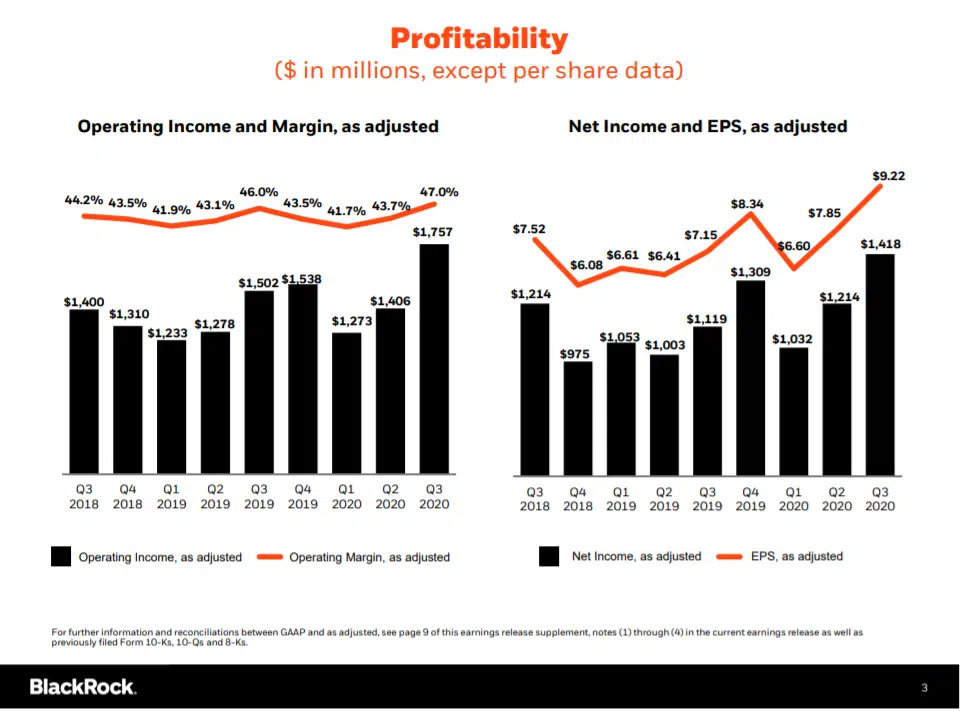 Profitability
($ in millions, except per share data)
Operating Income and Margin, as adjusted
44.2% 43.5% 41.9% 43.1% 46.0% 43.5% 41.7% 43.7% 47.0%
$1,400 $1,310 $1,233 $1,278 $1,502 $1,538 $1,273 $1,406 $1,757
Q3 Q4 Q1 Q2 Q3 Q4 Q1 Q2 Q3
2018 2018 2019 2019 2019 2019 2020 2020 2020
Operating Income, as adjusted Operating Margin, as adjusted
Net Income and EPS, as adjusted
$7.52 $6.08 $6.61 $6.41 $7.15 $8.34 $6.60 $7.85 $9.22
$1,214 $975 $1,053 $1,003 $1,119 $1,309 $1,032 $1,214 $1,418
Q3 Q4 Q1 Q2 Q3 Q4 Q1 Q2 Q3
2018 2018 2019 2019 2019 2019 2020 2020 2020
Net Income, as adjusted EPS, as adjusted
For further information and reconciliations between GAAP and as adjusted, see page 9 of this earnings release supplement, notes (1) through (4) in the current earnings release as well as
previously filed Form 10-Ks, 10-Qs and 8-Ks.
BlackRock.
3